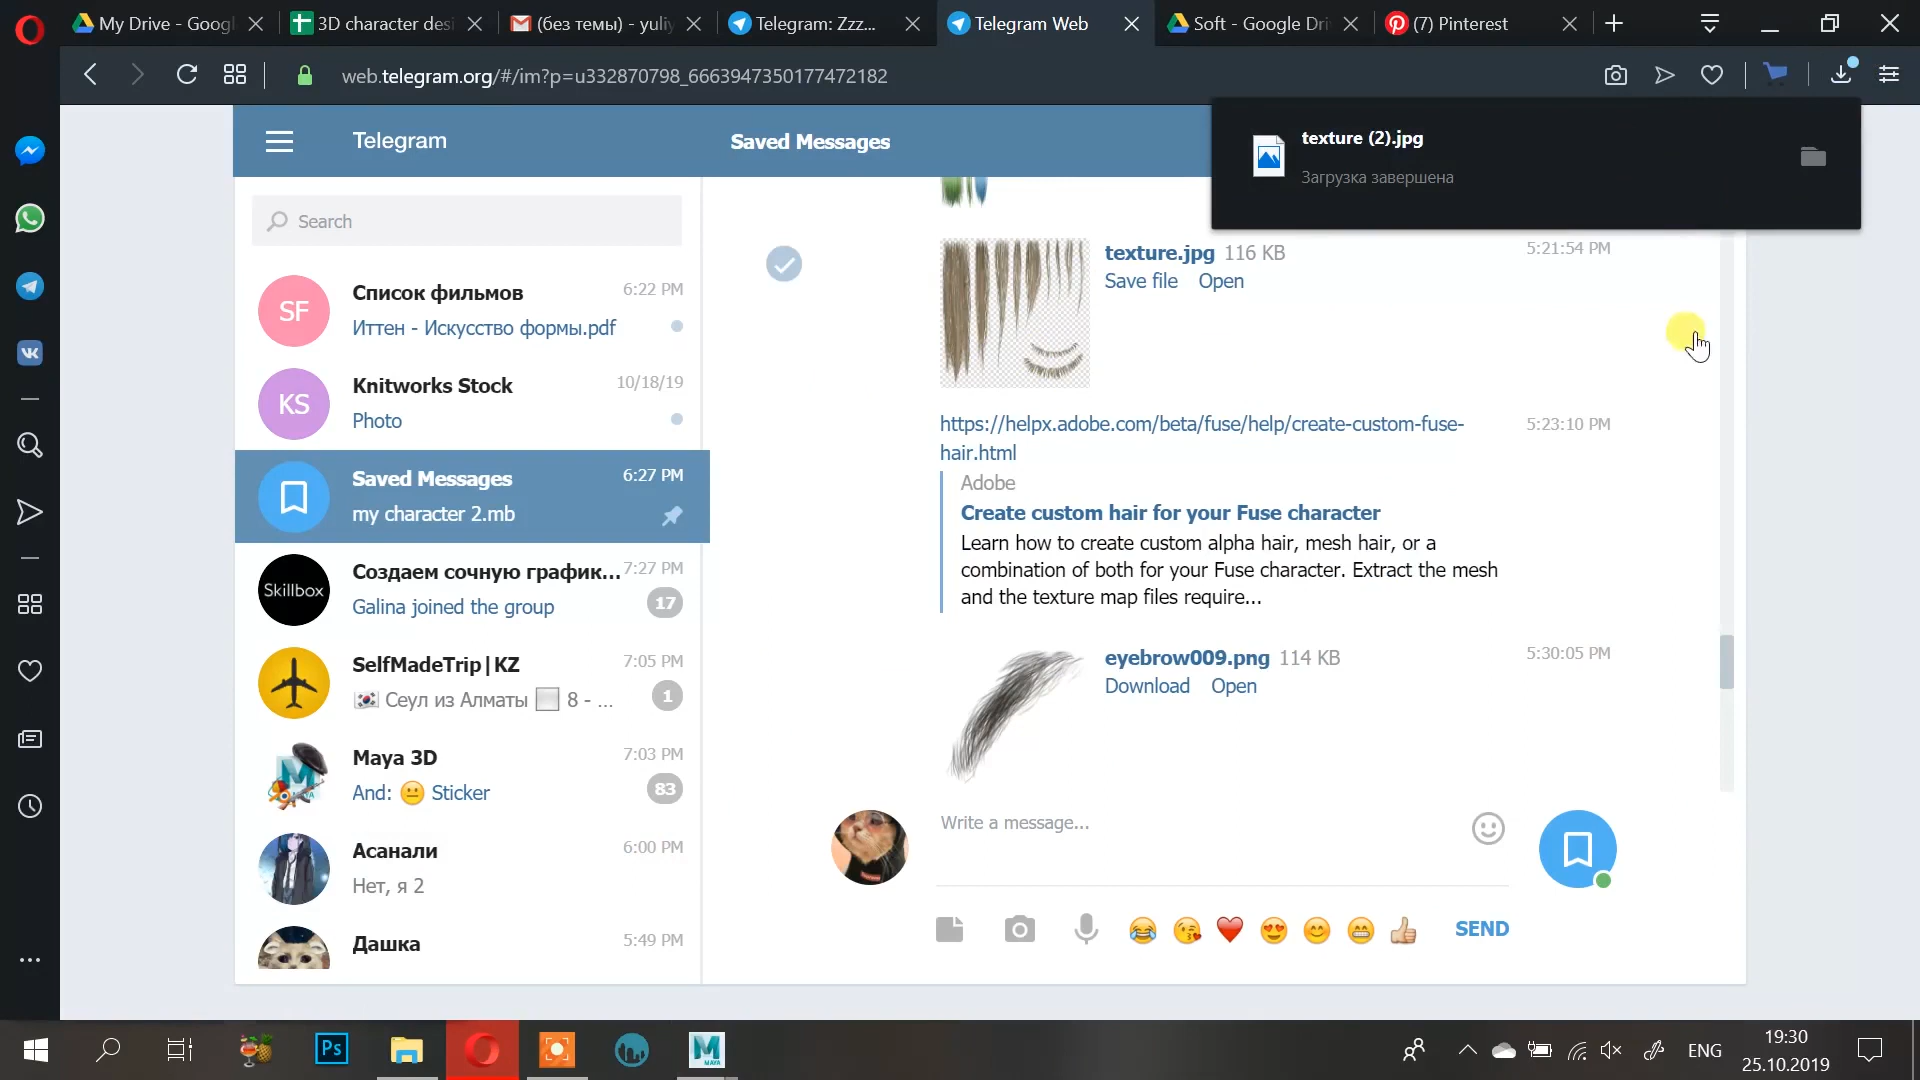 My Drive - Googl
3D character desi
(без темы) - yuliy
Telegram: Zzz...
Telegram Web
Soft - Google Driv
(7) Pinterest
web.telegram.org/#/im?p=u332870798_6663947350177472182
texture (2).jpg
Загрузка завершена
Telegram
Saved Messages
Search
SF
Список фильмов
6:22 PM
Иттен - Искусство формы.pdf
KS
Knitworks Stock
10/18/19
Photo
Saved Messages
6:27 PM
my character 2.mb
Skillbox
Создаем сочную график...
7:27 PM
Galina joined the group
17
SelfMadeTrip|KZ
7:05 PM
Сеул из Алматы 8 - ...
1
Maya 3D
7:03 PM
And: 😐 Sticker
83
Асанали
6:00 PM
Нет, я 2
Дашка
5:49 PM
texture.jpg 116 KB
5:21:54 PM
Save file Open
https://helpx.adobe.com/beta/fuse/help/create-custom-fuse-
hair.html
5:23:10 PM
Adobe
Create custom hair for your Fuse character
Learn how to create custom alpha hair, mesh hair, or a
combination of both for your Fuse character. Extract the mesh
and the texture map files require...
eyebrow009.png 114 KB
5:30:05 PM
Download Open
Write a message...
SEND
Ps
M
MAYA
ENG
19:30
25.10.2019